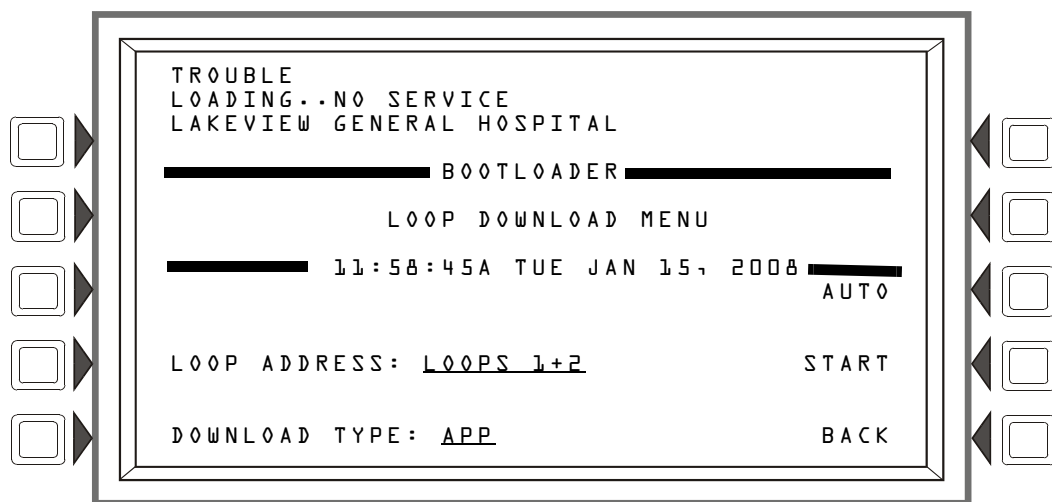 TROUBLE
LOADING..NO SERVICE
LAKEVIEW GENERAL HOSPITAL
BOOTLOADER
LOOP DOWNLOAD MENU
11:58:45A TUE JAN 15, 2008
AUTO
LOOP ADDRESS: LOOPS 1+2 START
DOWNLOAD TYPE: APP BACK